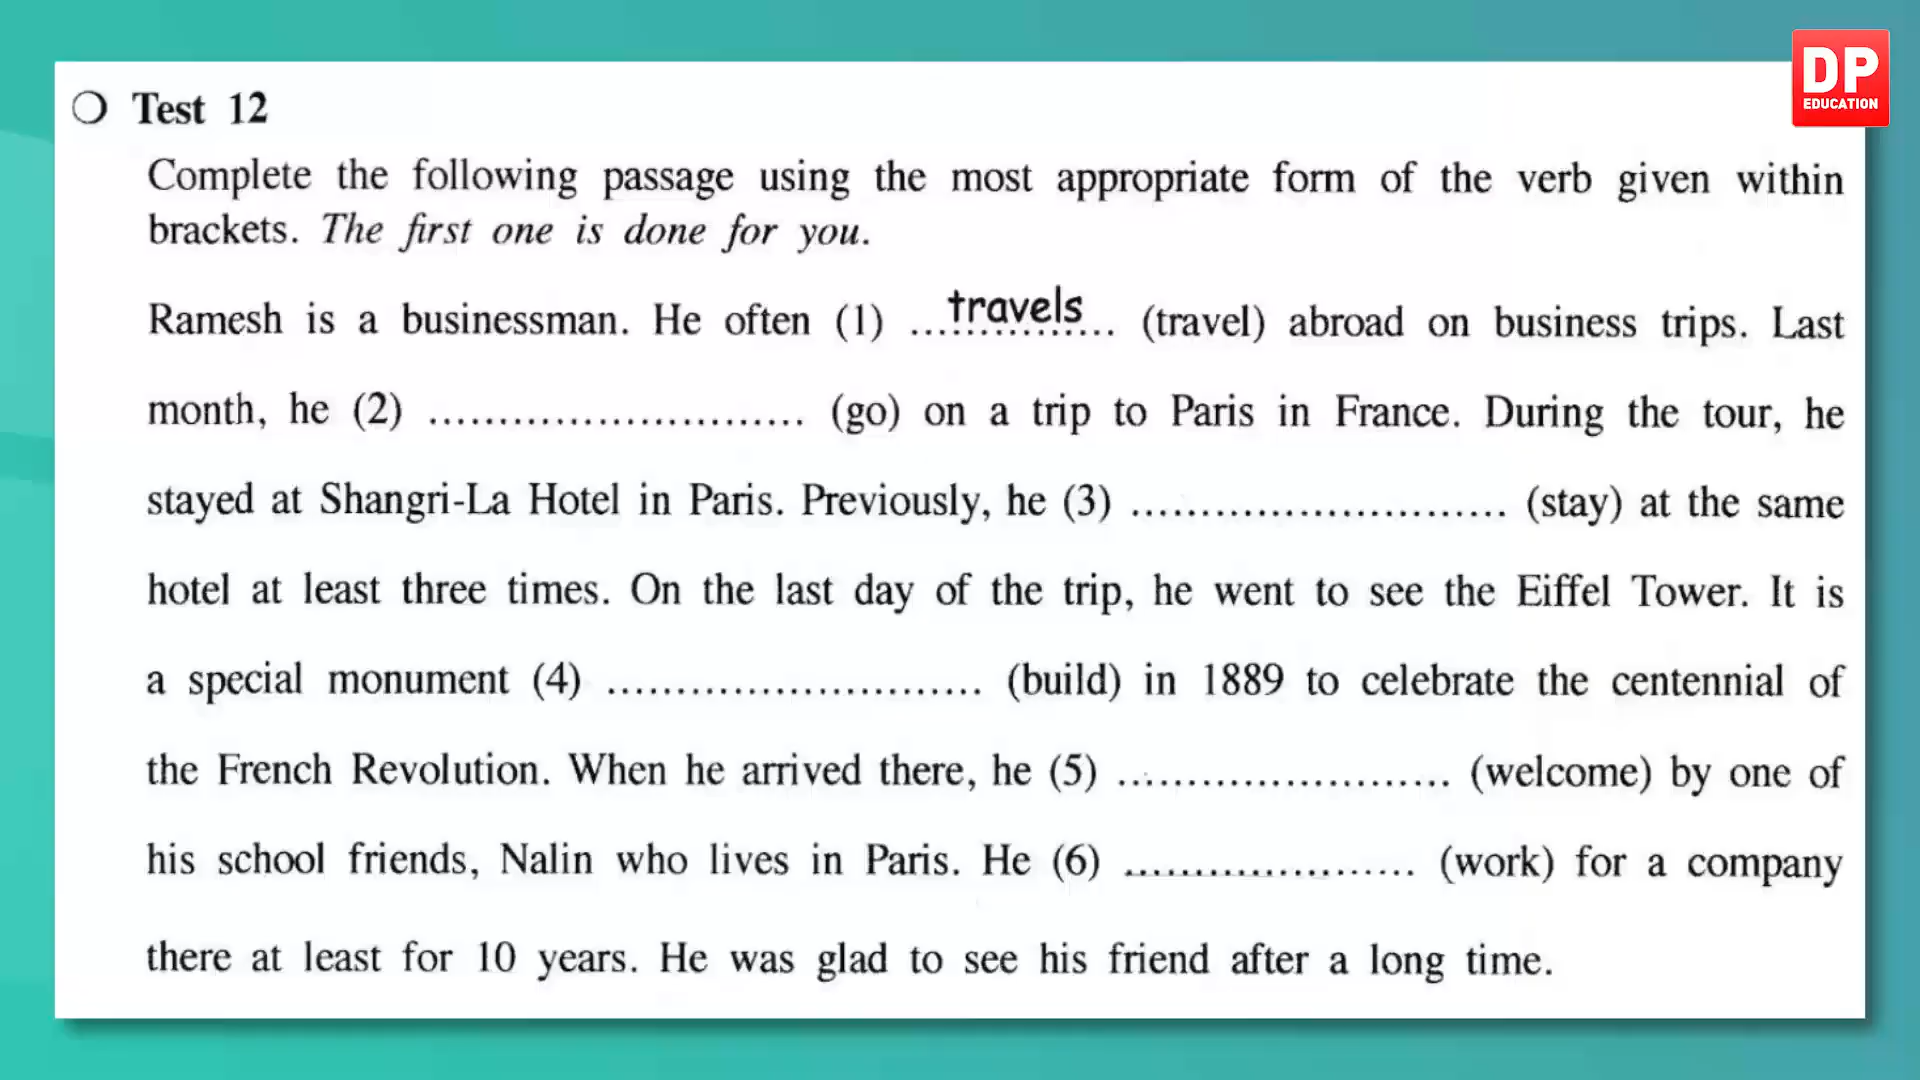 DP
EDUCATION
Test 12
Complete the following passage using the most appropriate form of the verb given within
brackets. The first one is done for you.
Ramesh is a businessman. He often (1) ...travels... (travel) abroad on business trips. Last
month, he (2) ........................... (go) on a trip to Paris in France. During the tour, he
stayed at Shangri-La Hotel in Paris. Previously, he (3) ........................... (stay) at the same
hotel at least three times. On the last day of the trip, he went to see the Eiffel Tower. It is
a special monument (4) ........................... (build) in 1889 to celebrate the centennial of
the French Revolution. When he arrived there, he (5) ........................ (welcome) by one of
his school friends, Nalin who lives in Paris. He (6) ..................... (work) for a company
there at least for 10 years. He was glad to see his friend after a long time.